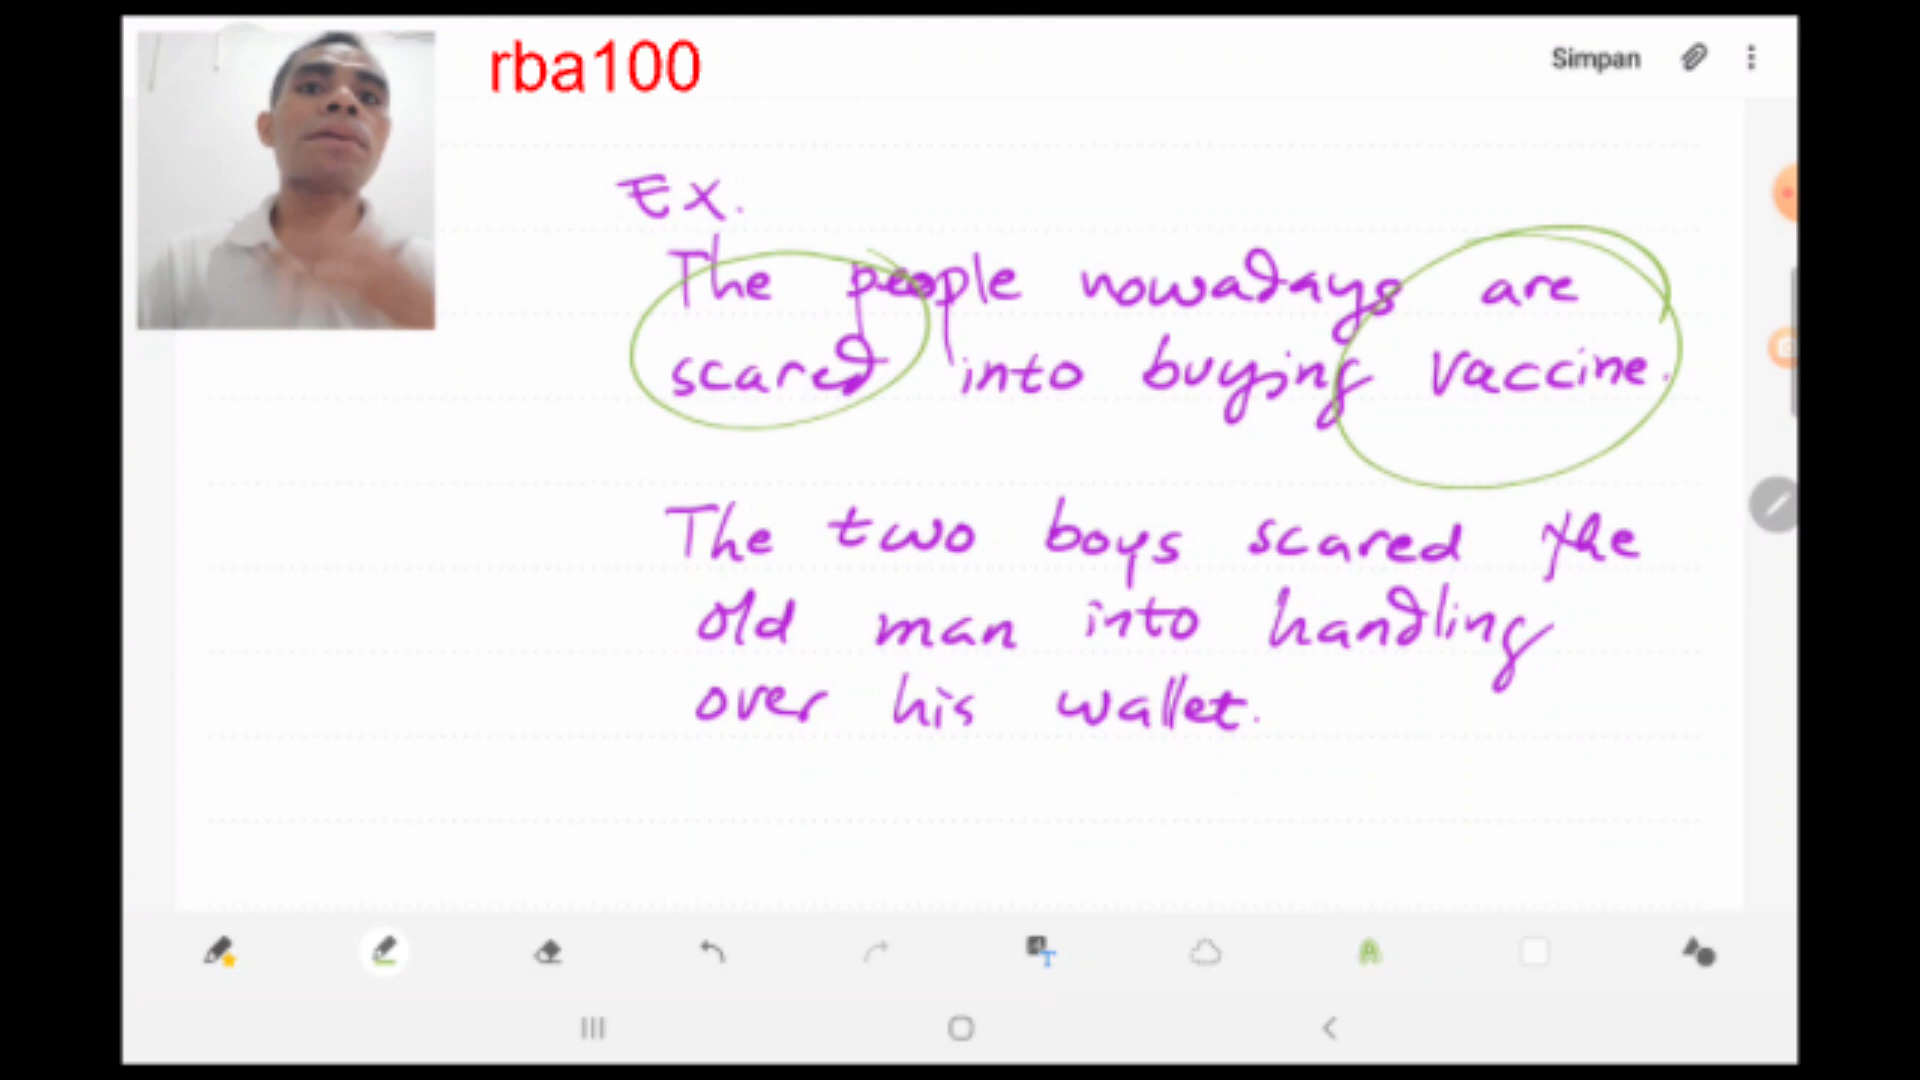 rba100
Simpan
Ex.
The people nowadays are
scared into buying vaccine.
The two boys scared the
old man into handling
over his wallet.